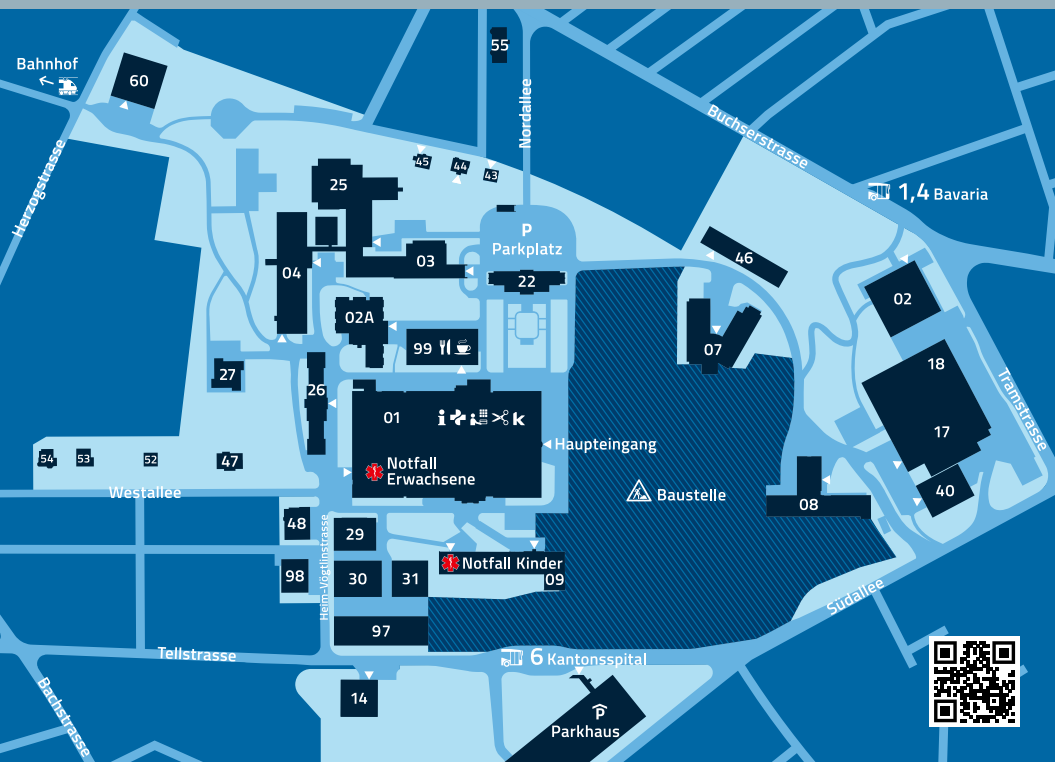 55
Bahnhof
60
Nordallee
Buchserstrasse
Herzogstrasse
45
44
43
25
1,4 Bavaria
P
Parkplatz
03
04
46
22
02
02A
99
07
18
27
26
Tramstrasse
01
i
k
17
Haupteingang
Notfall
Erwachsene
54
53
52
47
Westallee
Baustelle
40
08
48
29
Heim-Vögtlinstrasse
Notfall Kinder
98
30
31
09
Südallee
97
Tellstrasse
6 Kantonsspital
Bachstrasse
14
P
Parkhaus